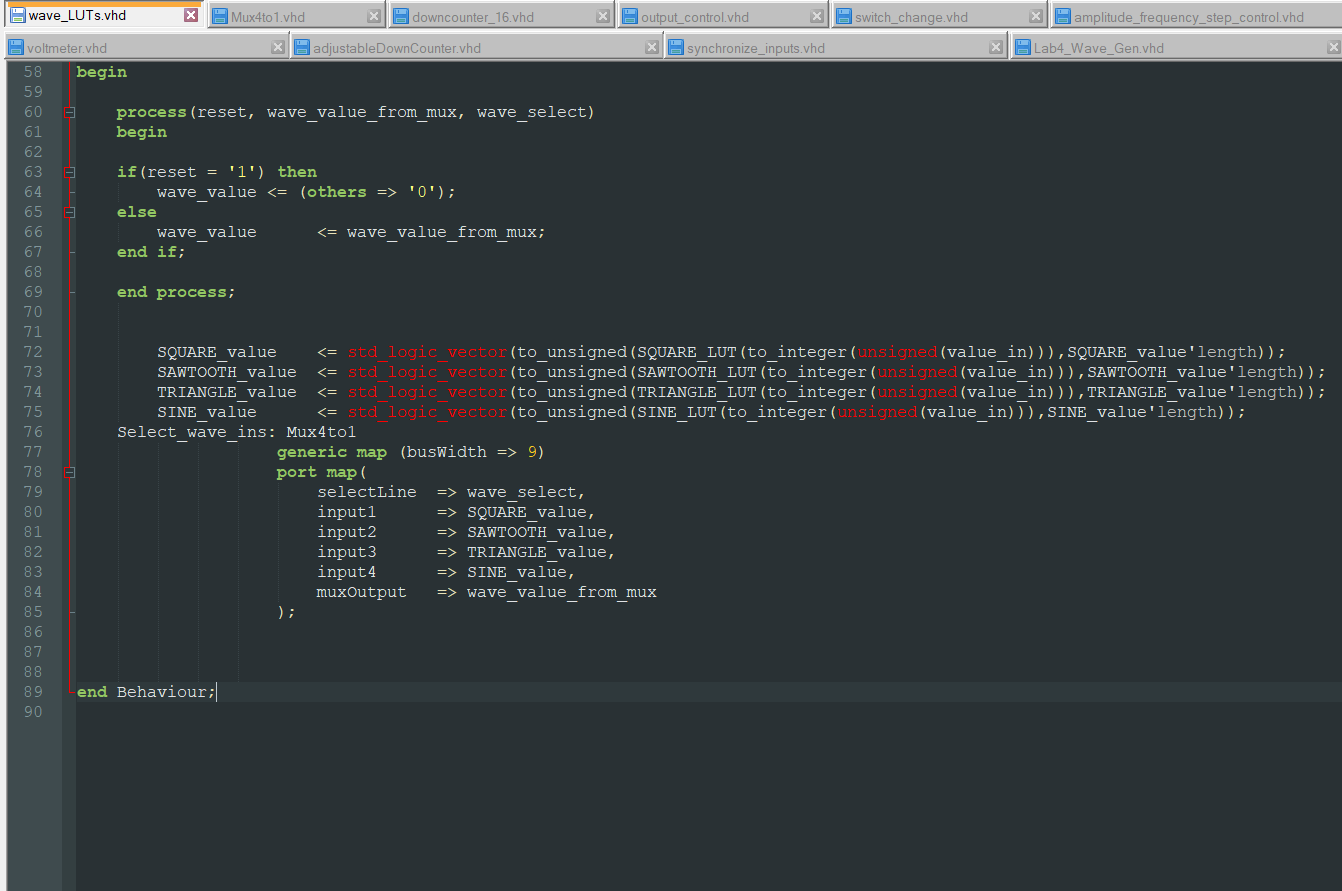 wave_LUTs.vhd Mux4to1.vhd downcounter_16.vhd output_control.vhd switch_change.vhd amplitude_frequency_step_control.vhd
voltmeter.vhd adjustableDownCounter.vhd synchronize_inputs.vhd Lab4_Wave_Gen.vhd
58 begin
59
60 process(reset, wave_value_from_mux, wave_select)
61 begin
62
63 if(reset = '1') then
64 wave_value <= (others => '0');
65 else
66 wave_value <= wave_value_from_mux;
67 end if;
68
69 end process;
70
71
72 SQUARE_value <= std_logic_vector(to_unsigned(SQUARE_LUT(to_integer(unsigned(value_in))),SQUARE_value'length));
73 SAWTOOTH_value <= std_logic_vector(to_unsigned(SAWTOOTH_LUT(to_integer(unsigned(value_in))),SAWTOOTH_value'length));
74 TRIANGLE_value <= std_logic_vector(to_unsigned(TRIANGLE_LUT(to_integer(unsigned(value_in))),TRIANGLE_value'length));
75 SINE_value <= std_logic_vector(to_unsigned(SINE_LUT(to_integer(unsigned(value_in))),SINE_value'length));
76 Select_wave_ins: Mux4to1
77 generic map (busWidth => 9)
78 port map(
79 selectLine => wave_select,
80 input1 => SQUARE_value,
81 input2 => SAWTOOTH_value,
82 input3 => TRIANGLE_value,
83 input4 => SINE_value,
84 muxOutput => wave_value_from_mux
85 );
86
87
88
89 end Behaviour;
90